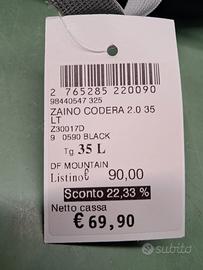 2 765285 220090
98440547 325
ZAINO CODERA 2.0 35
LT
Z30017D
9 0590 BLACK
Tg 35 L
DF MOUNTAIN
Listino€ 90,00
Sconto 22,33 %
Netto cassa
€ 69,90
subito